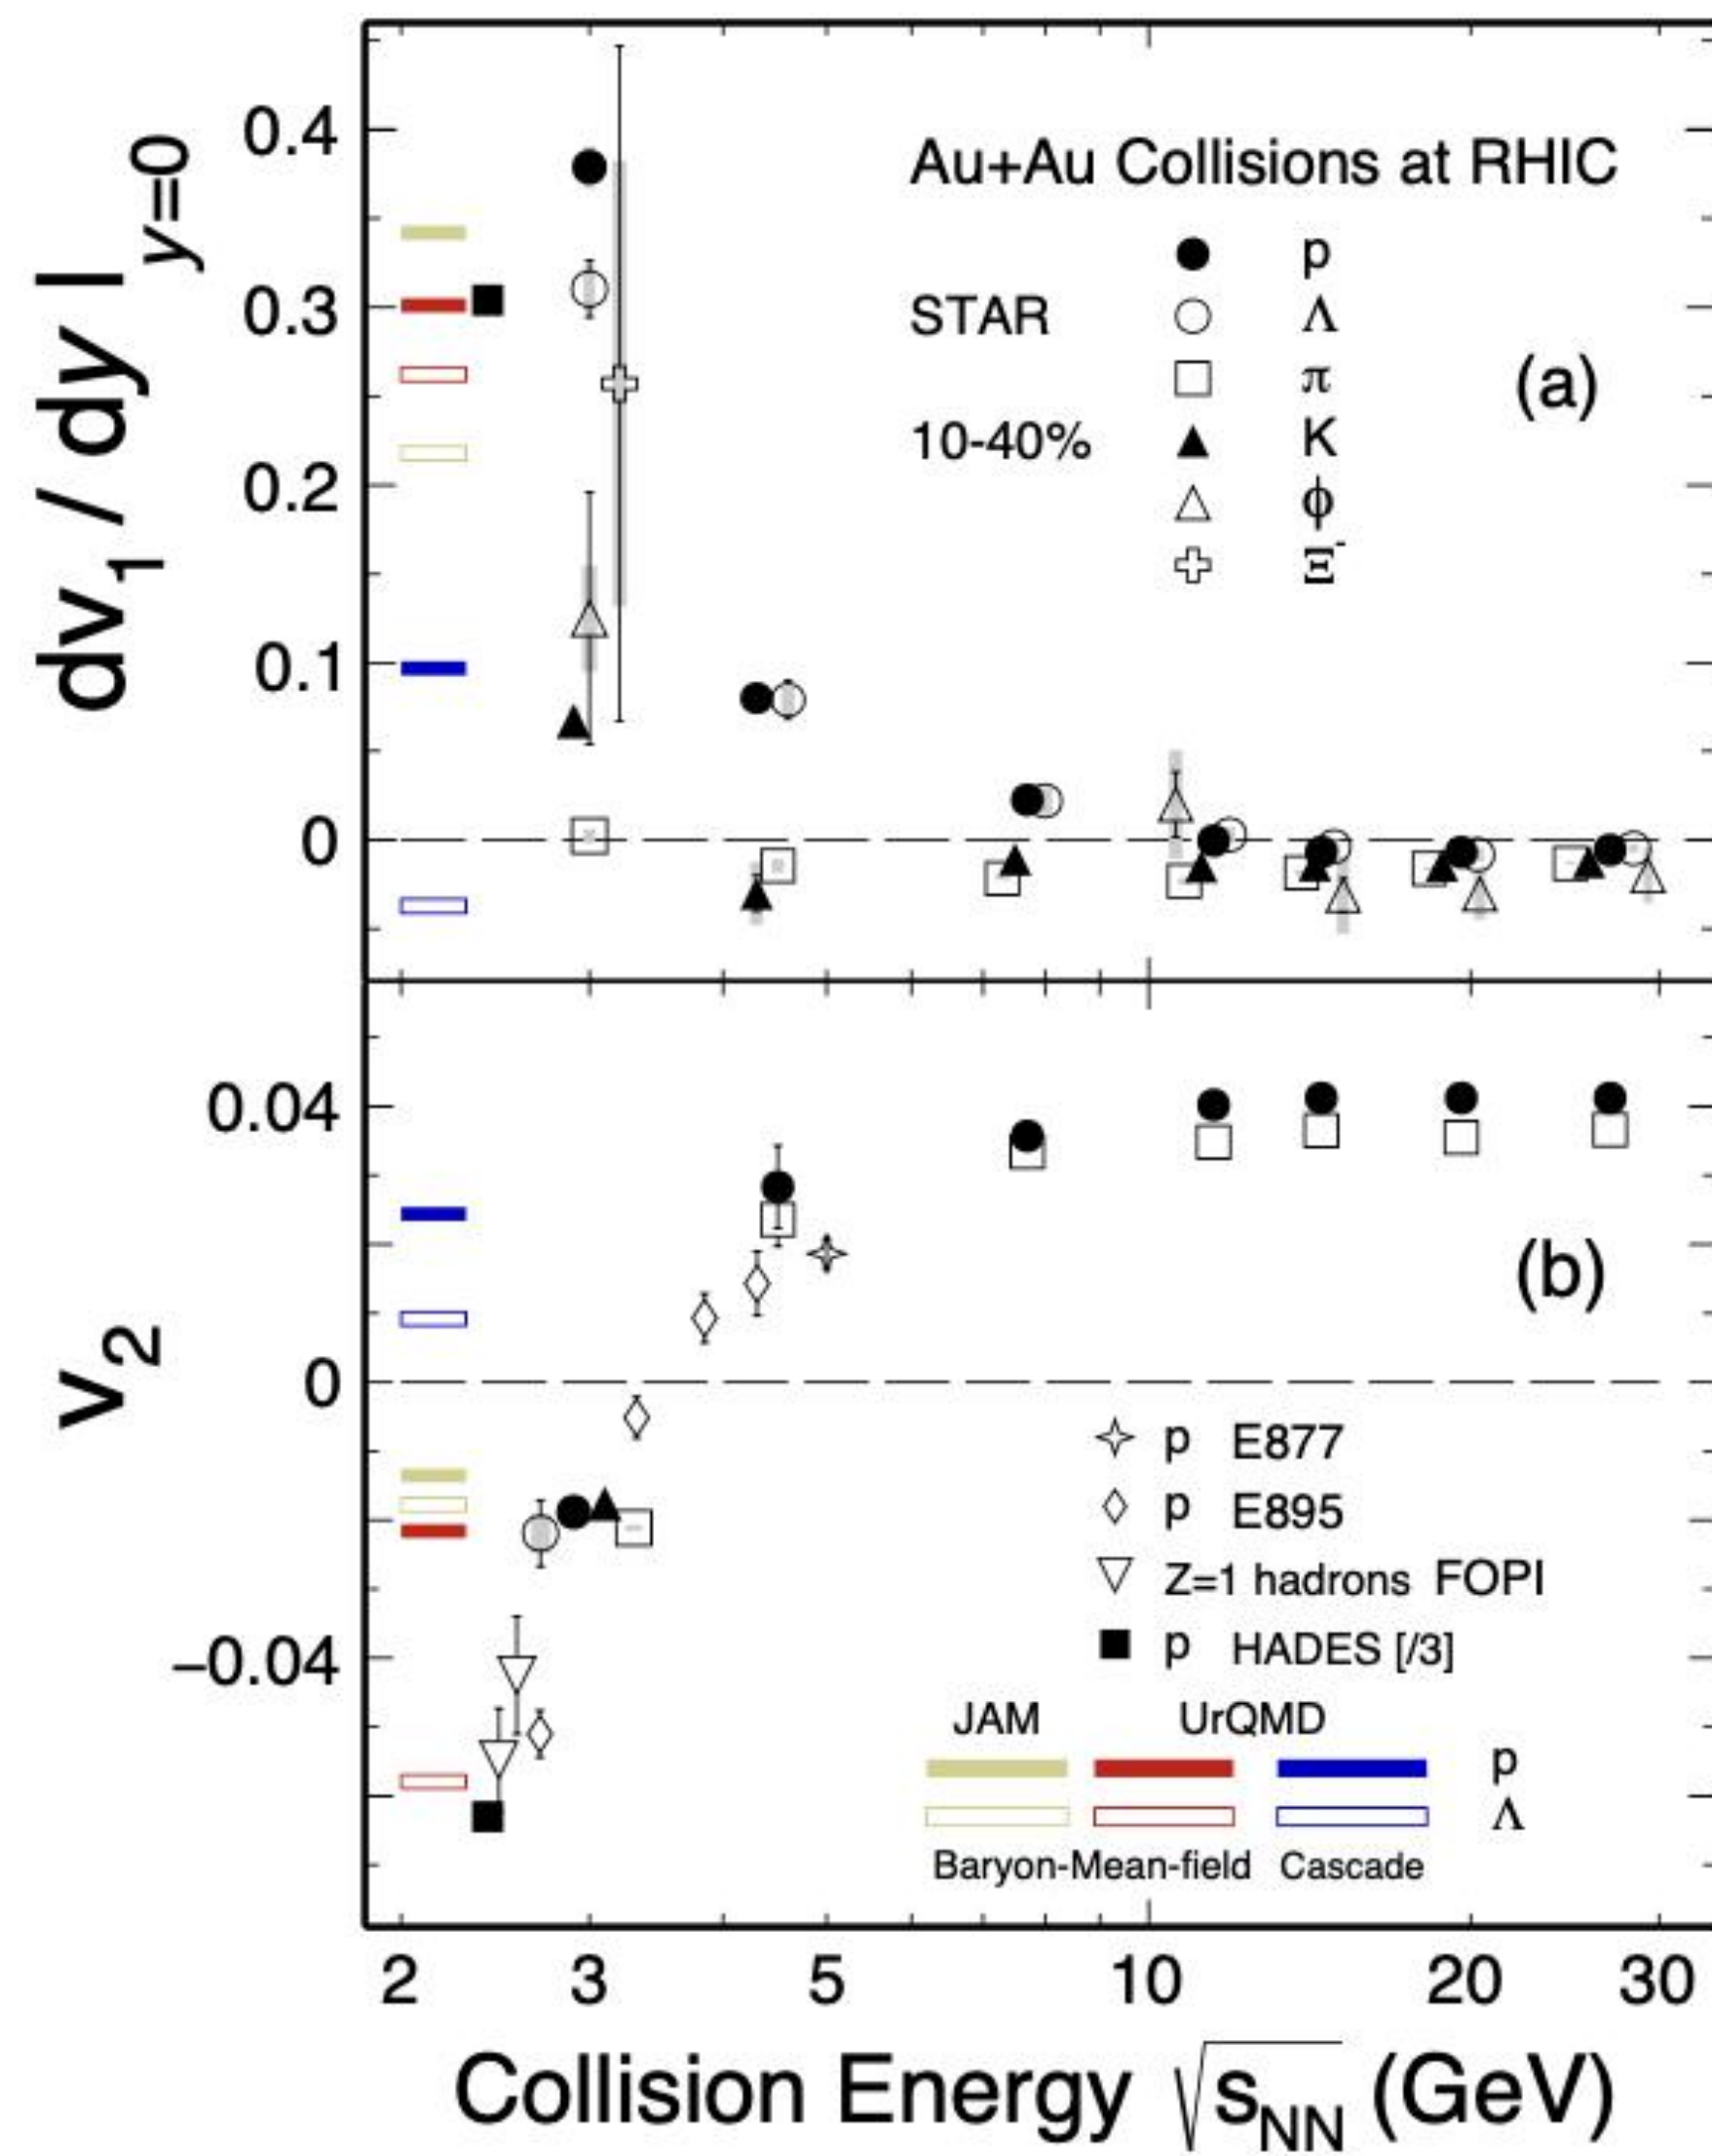 dv1 / dy |y=0
0.4
0.3
0.2
0.1
0
Au+Au Collisions at RHIC
p
STAR Λ
π
10-40% K
ϕ
Ξ-
(a)
v2
0.04
0
−0.04
(b)
p E877
p E895
Z=1 hadrons FOPI
p HADES [/3]
JAM UrQMD
p
Λ
Baryon-Mean-field Cascade
2 3 5 10 20 30
Collision Energy √sNN (GeV)